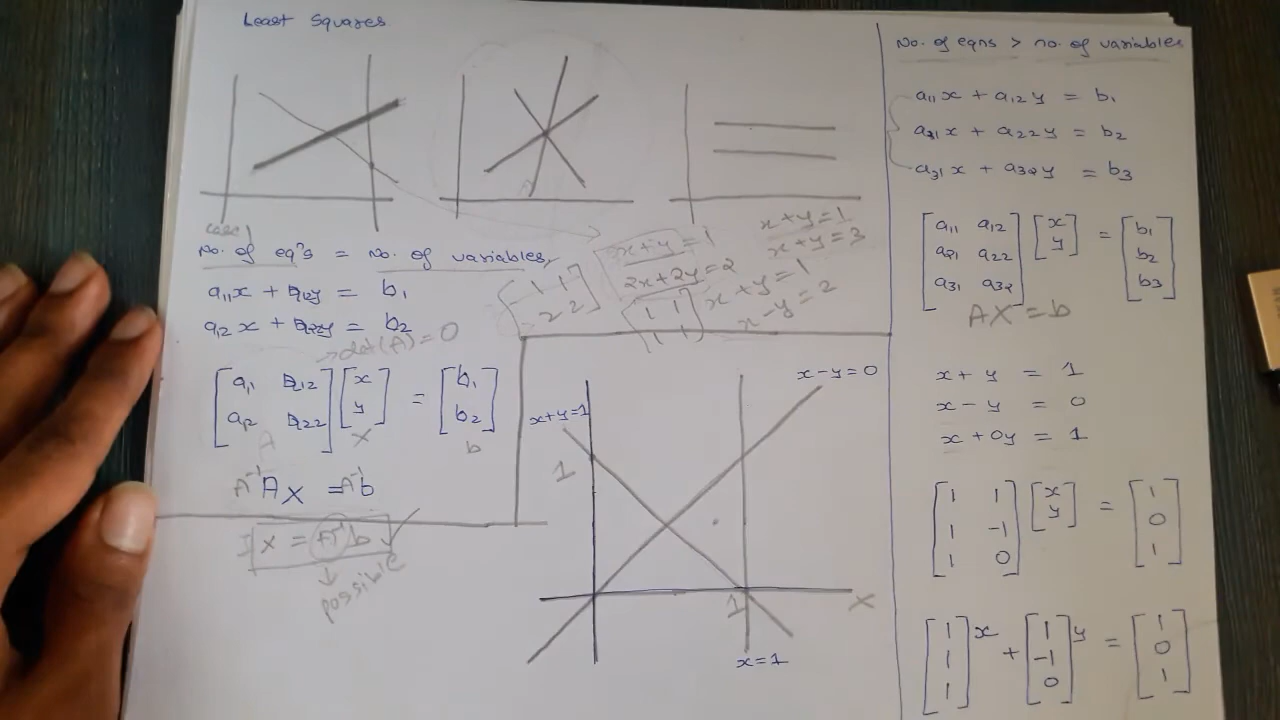 Least Squares
case 1
No. of eqⁿs = No. of variables,
a₁₁x + a₁₂y = b₁
a₂x + a₂₂y = b₂
→ det(A) = 0
[a₁ a₁₂] [x] = [b₁]
[a₂ a₂₂] [y] = [b₂]
A X b
A⁻¹AX = A⁻¹b
X = A⁻¹b
↓
possible
x+y=1
2x+2y=2
[1 1]
[2 2]
[1 1]
[1 1]
x+y=1
x+y=3
x+y=1
x-y=2
x+y=1
x-y=0
1
1
X
x=1
No. of eqns > no. of variables
a₁₁x + a₁₂y = b₁
a₂₁x + a₂₂y = b₂
a₃₁x + a₃₂y = b₃
[a₁₁ a₁₂] [x] = [b₁]
[a₂₁ a₂₂] [y] [b₂]
[a₃₁ a₃₂] [b₃]
AX = b
x + y = 1
x - y = 0
x + 0y = 1
[1 1] [x] = [1]
[1 -1] [y] [0]
[1 0] [1]
[1] x + [1] y = [1]
[1] [-1] [0]
[1] [0] [1]